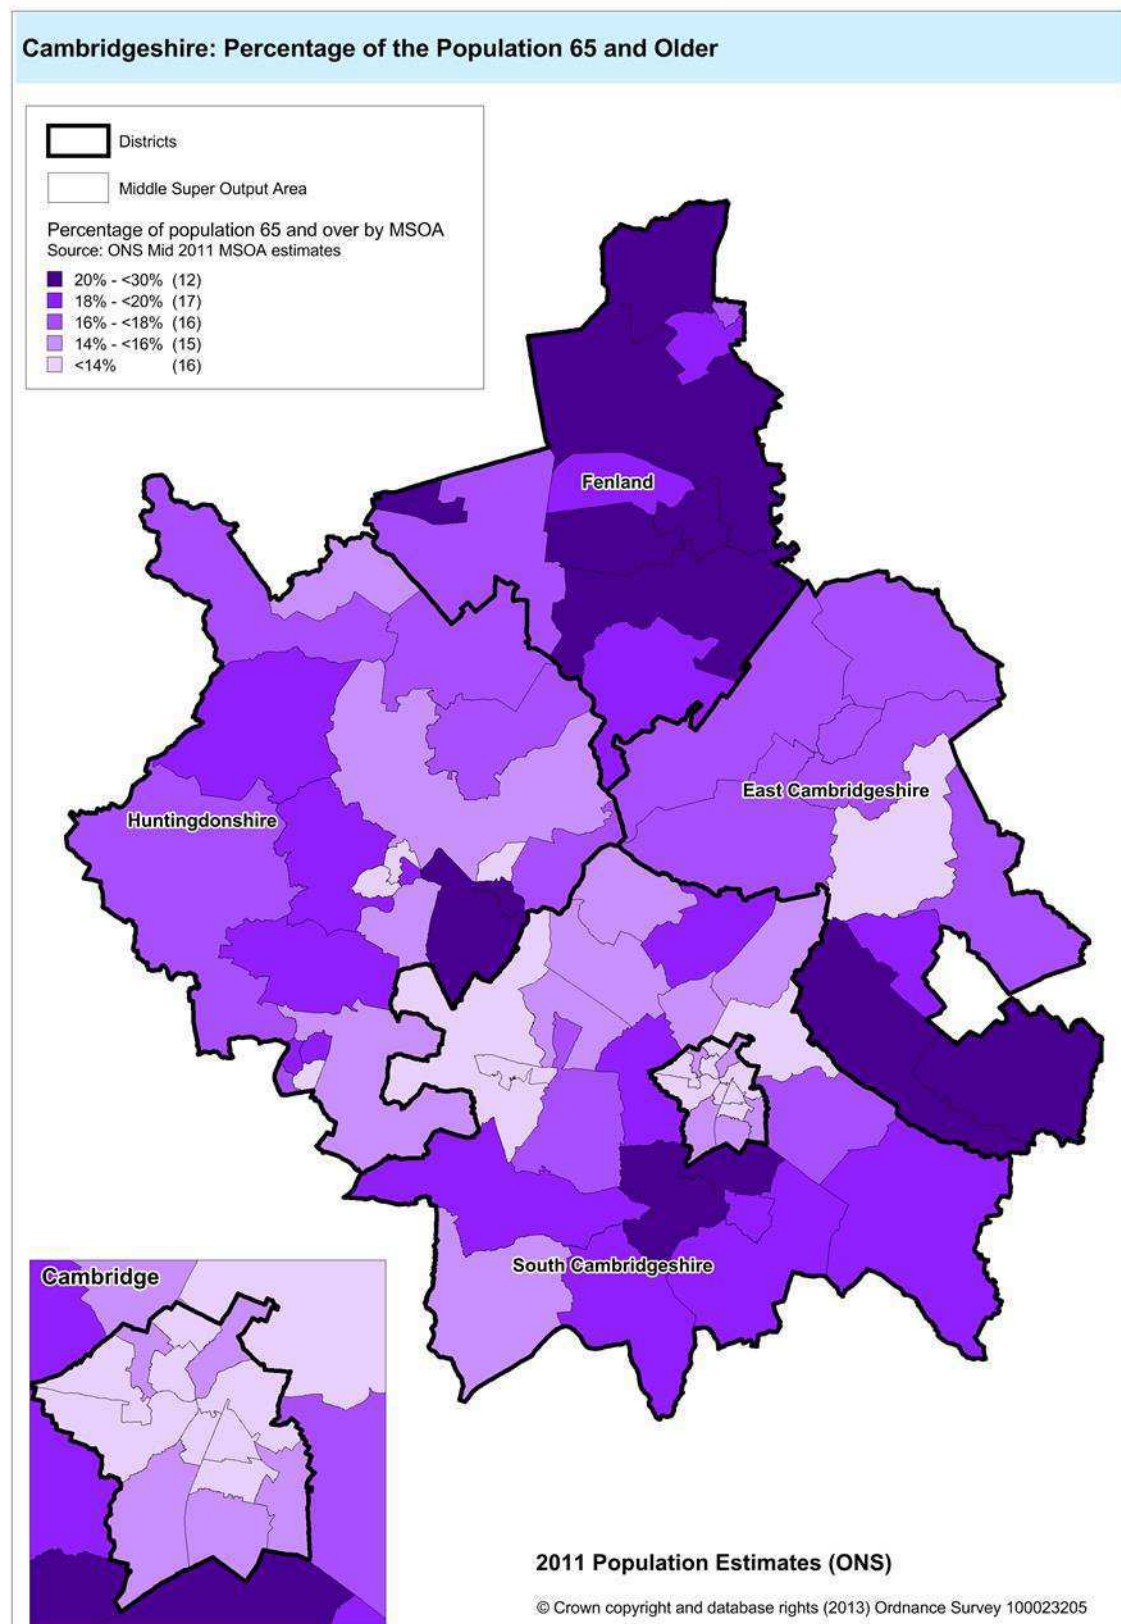 Cambridgeshire: Percentage of the Population 65 and Older
Districts
Middle Super Output Area
Percentage of population 65 and over by MSOA
Source: ONS Mid 2011 MSOA estimates
20% - <30% (12)
18% - <20% (17)
16% - <18% (16)
14% - <16% (15)
<14% (16)
Fenland
East Cambridgeshire
Huntingdonshire
South Cambridgeshire
Cambridge
2011 Population Estimates (ONS)
© Crown copyright and database rights (2013) Ordnance Survey 100023205